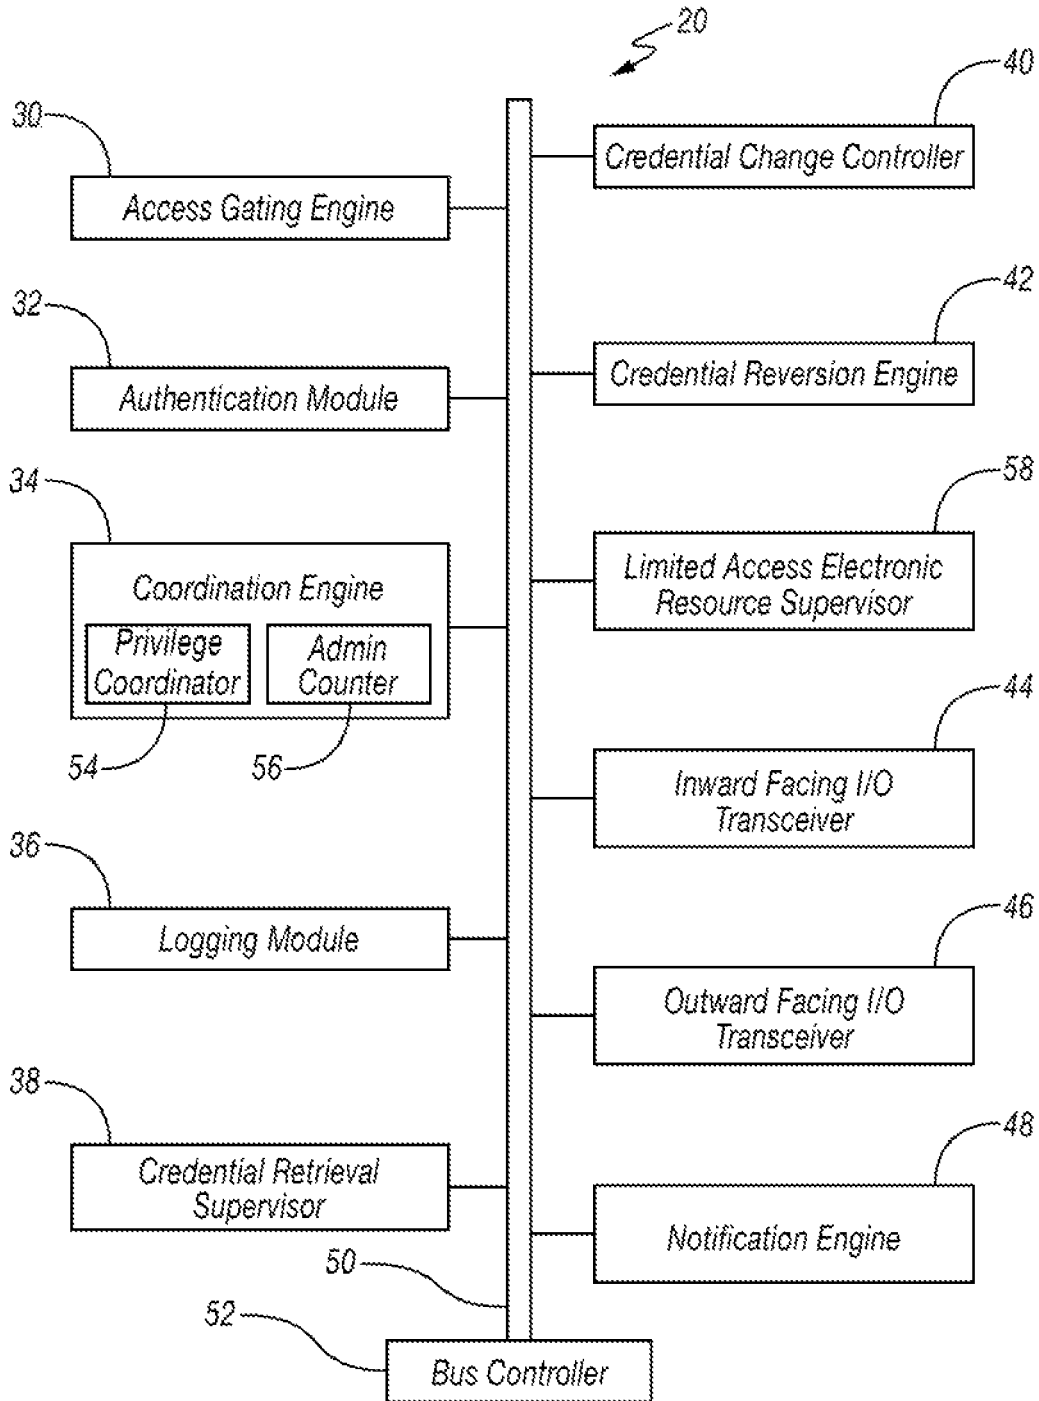 20
40
Credential Change Controller
30
Access Gating Engine
42
Credential Reversion Engine
32
Authentication Module
34
Coordination Engine
Privilege
Coordinator
Admin
Counter
54
56
58
Limited Access Electronic
Resource Supervisor
44
Inward Facing I/O
Transceiver
36
Logging Module
46
Outward Facing I/O
Transceiver
38
Credential Retrieval
Supervisor
48
Notification Engine
50
52
Bus Controller